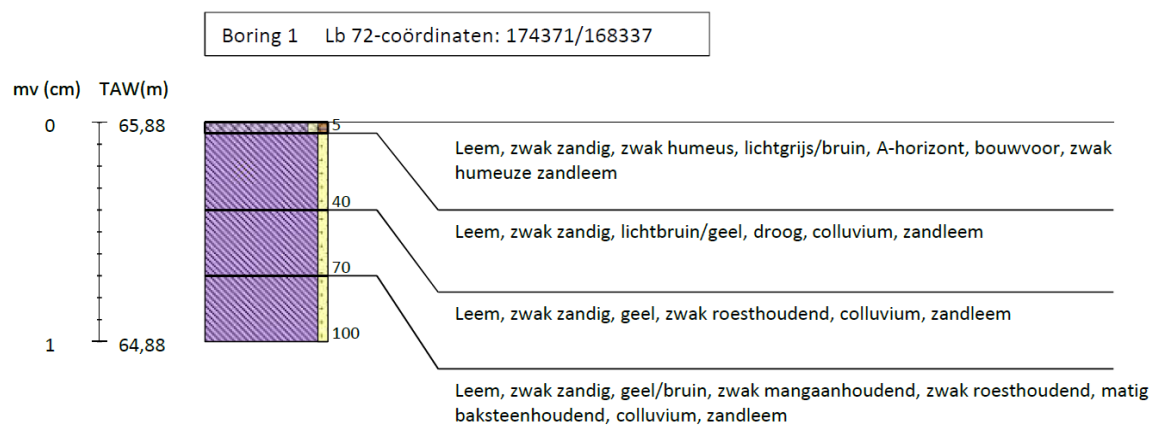 Boring 1 Lb 72-coördinaten: 174371/168337
mv (cm) TAW(m)
0 65,88
5
Leem, zwak zandig, zwak humeus, lichtgrijs/bruin, A-horizont, bouwvoor, zwak
humeuze zandleem
40
Leem, zwak zandig, lichtbruin/geel, droog, colluvium, zandleem
70
Leem, zwak zandig, geel, zwak roesthoudend, colluvium, zandleem
100
1 64,88
Leem, zwak zandig, geel/bruin, zwak mangaanhoudend, zwak roesthoudend, matig
baksteenhoudend, colluvium, zandleem